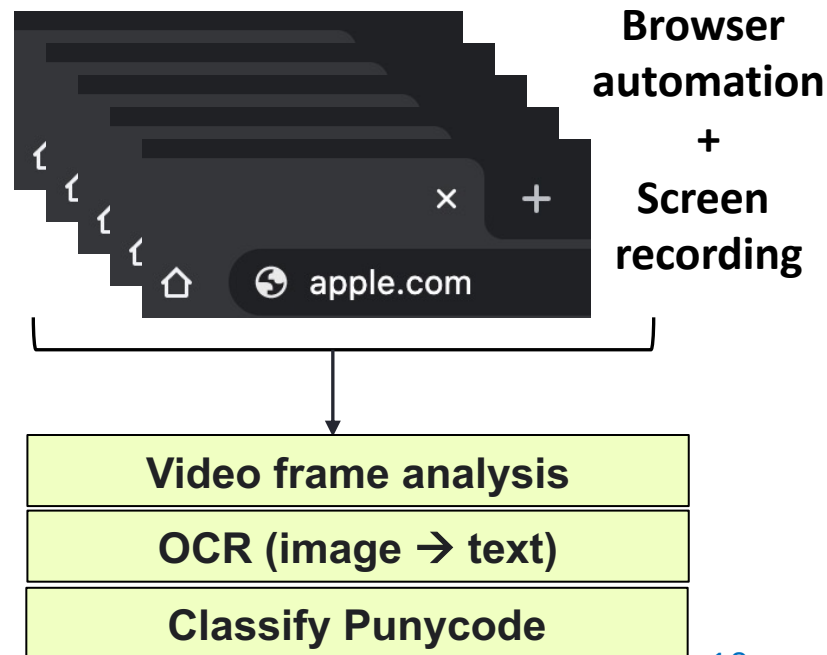 Browser
automation
+
Screen
recording
× +
apple.com
Video frame analysis
OCR (image → text)
Classify Punycode